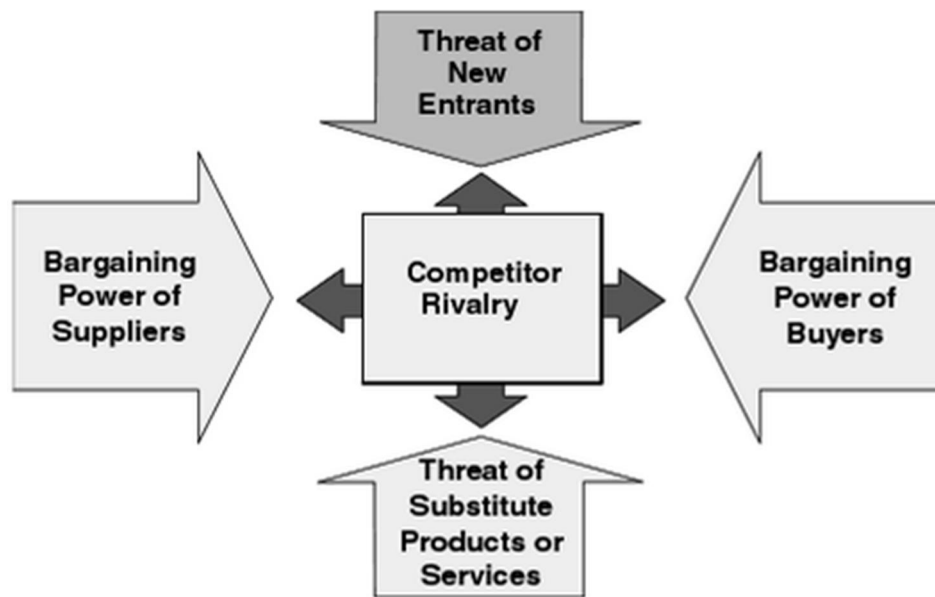 Threat of
New
Entrants
Bargaining
Power of
Suppliers
Competitor
Rivalry
Bargaining
Power of
Buyers
Threat of
Substitute
Products or
Services